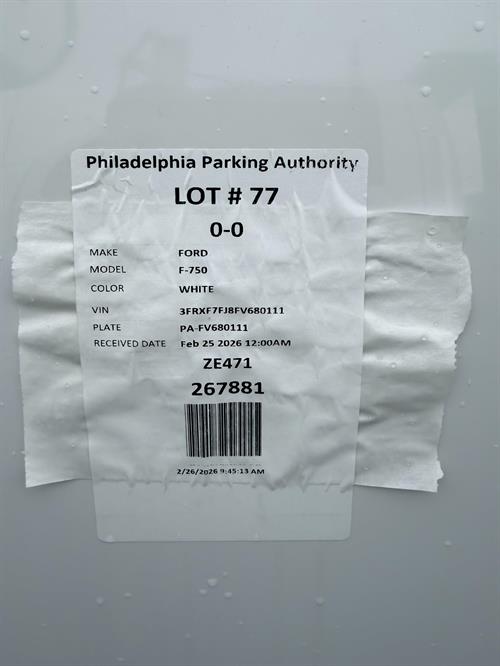 Philadelphia Parking Authority
LOT # 77
0-0
MAKE FORD
MODEL F-750
COLOR WHITE
VIN 3FRXF7FJ8FV680111
PLATE PA-FV680111
RECEIVED DATE Feb 25 2026 12:00AM
ZE471
267881
2/26/2026 9:45:13 AM